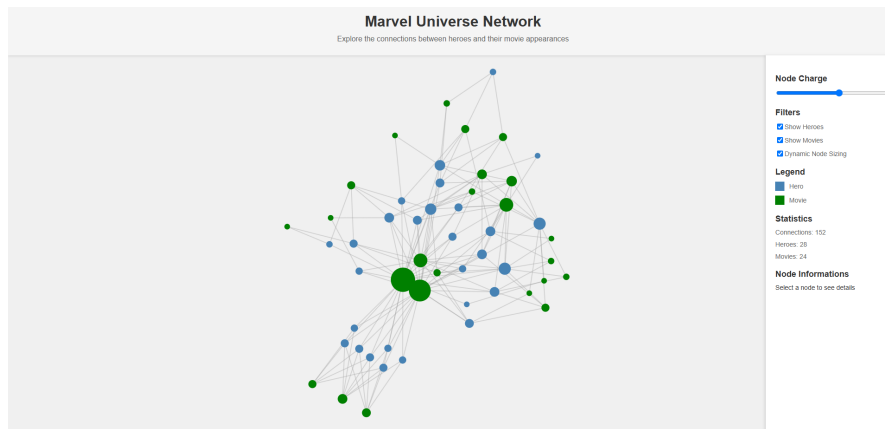 Marvel Universe Network
Explore the connections between heroes and their movie appearances
Node Charge
Filters
Show Heroes
Show Movies
Dynamic Node Sizing
Legend
Hero
Movie
Statistics
Connections: 152
Heroes: 28
Movies: 24
Node Informations
Select a node to see details